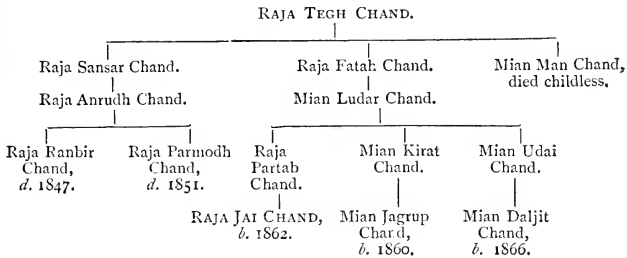 RAJA TEGH CHAND.
Raja Sansar Chand.
Raja Fatah Chand.
Mian Man Chand,
died childless.
Raja Anrudh Chand.
Mian Ludar Chand.
Raja Ranbir
Chand,
d. 1847.
Raja Parmodh
Chand,
d. 1851.
Raja
Partab
Chand.
Mian Kirat
Chand.
Mian Udai
Chand.
RAJA JAI CHAND,
b. 1862.
Mian Jagrup
Chand,
b. 1860.
Mian Daljit
Chand,
b. 1866.